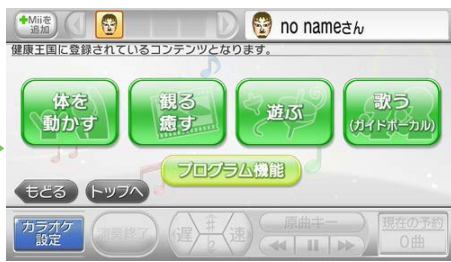 +Miiを
追加
no nameさん
健康王国に登録されているコンテンツとなります。
体を
動かす
観る
癒す
遊ぶ
歌う
(ガイドボーカル)
プログラム機能
もどる
トップへ
カラオケ
設定
演奏終了
遅
♯
♭
速
原曲キー
現在の予約
0曲